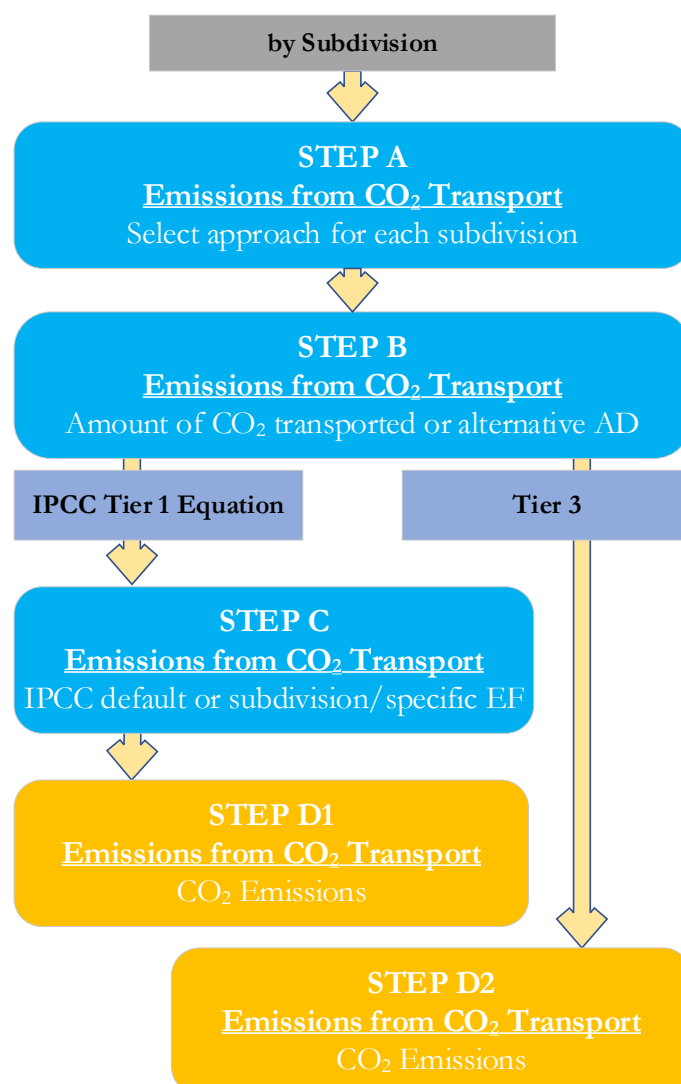 by Subdivision
STEP A
Emissions from CO₂ Transport
Select approach for each subdivision
STEP B
Emissions from CO₂ Transport
Amount of CO₂ transported or alternative AD
IPCC Tier 1 Equation
Tier 3
STEP C
Emissions from CO₂ Transport
IPCC default or subdivision/specific EF
STEP D1
Emissions from CO₂ Transport
CO₂ Emissions
STEP D2
Emissions from CO₂ Transport
CO₂ Emissions